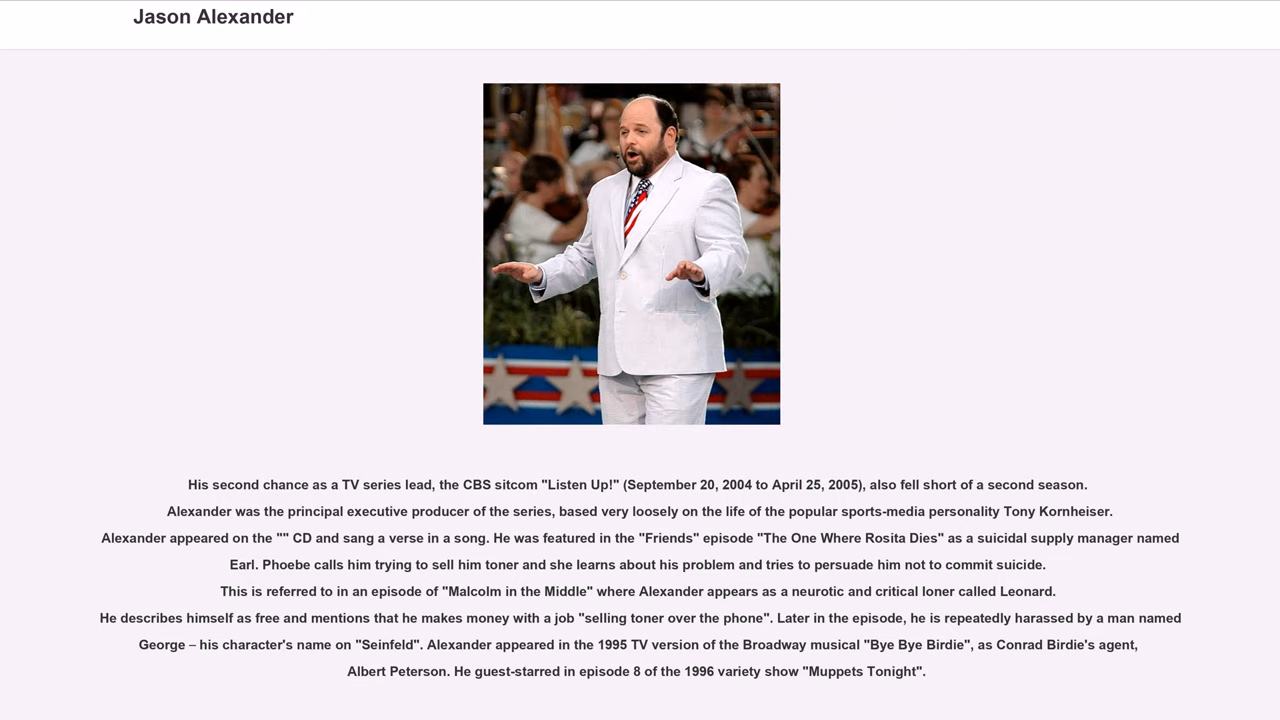 Jason Alexander
His second chance as a TV series lead, the CBS sitcom "Listen Up!" (September 20, 2004 to April 25, 2005), also fell short of a second season.
Alexander was the principal executive producer of the series, based very loosely on the life of the popular sports-media personality Tony Kornheiser.
Alexander appeared on the "" CD and sang a verse in a song. He was featured in the "Friends" episode "The One Where Rosita Dies" as a suicidal supply manager named
Earl. Phoebe calls him trying to sell him toner and she learns about his problem and tries to persuade him not to commit suicide.
This is referred to in an episode of "Malcolm in the Middle" where Alexander appears as a neurotic and critical loner called Leonard.
He describes himself as free and mentions that he makes money with a job "selling toner over the phone". Later in the episode, he is repeatedly harassed by a man named
George – his character's name on "Seinfeld". Alexander appeared in the 1995 TV version of the Broadway musical "Bye Bye Birdie", as Conrad Birdie's agent,
Albert Peterson. He guest-starred in episode 8 of the 1996 variety show "Muppets Tonight".